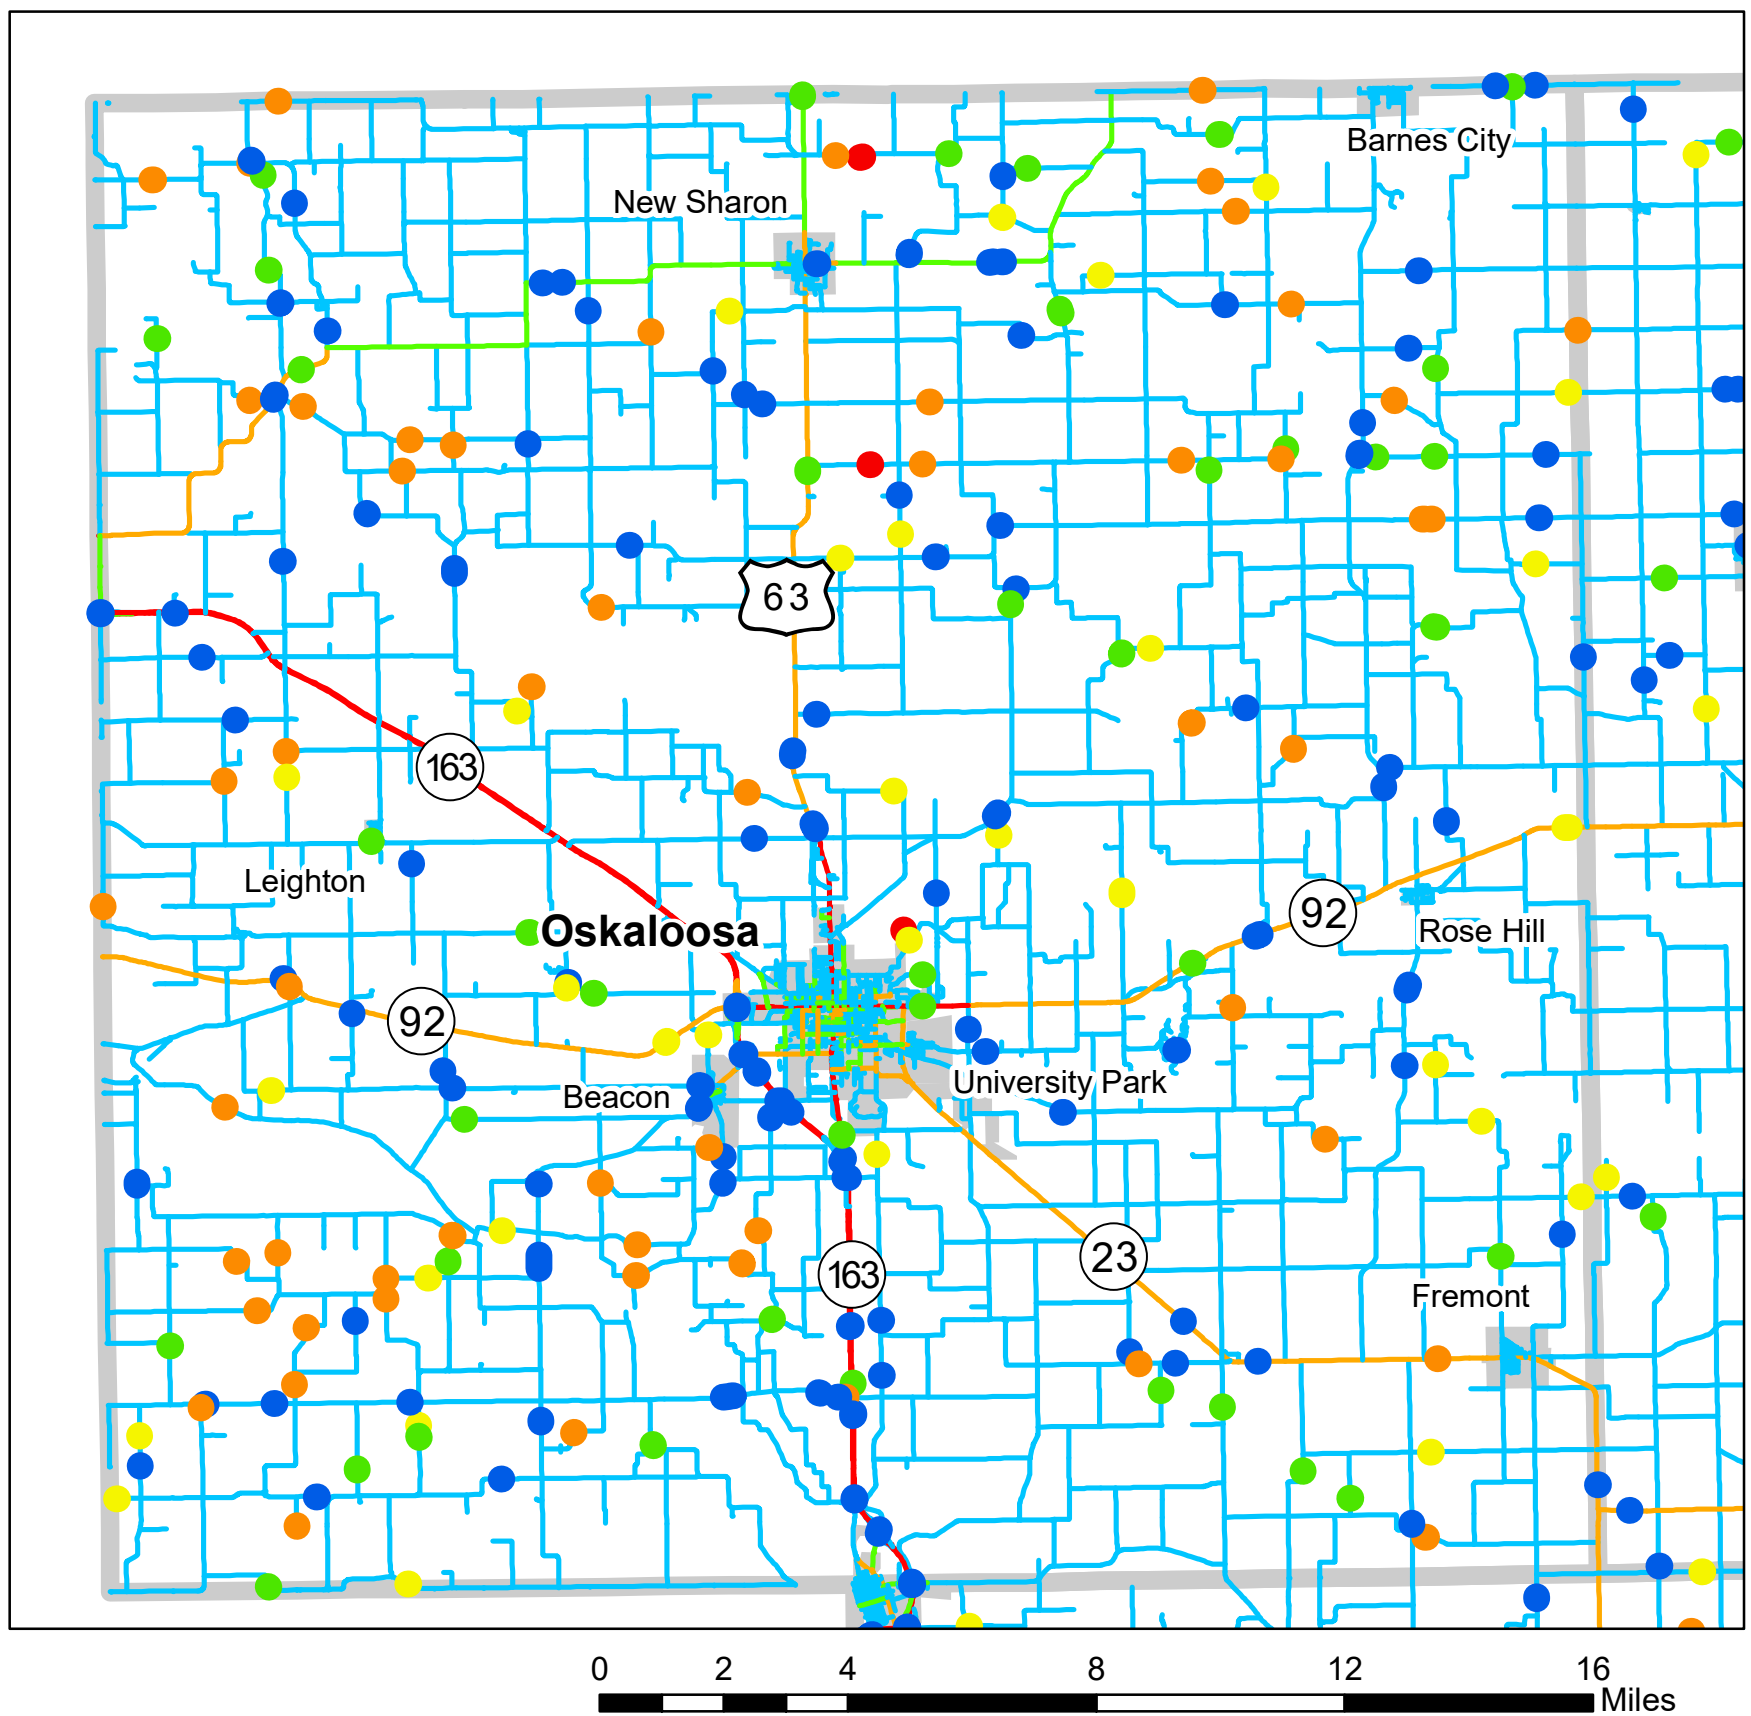 Barnes City
New Sharon
63
163
Leighton
Oskaloosa
92
Rose Hill
92
University Park
Beacon
23
163
Fremont
0 2 4 8 12 16
Miles